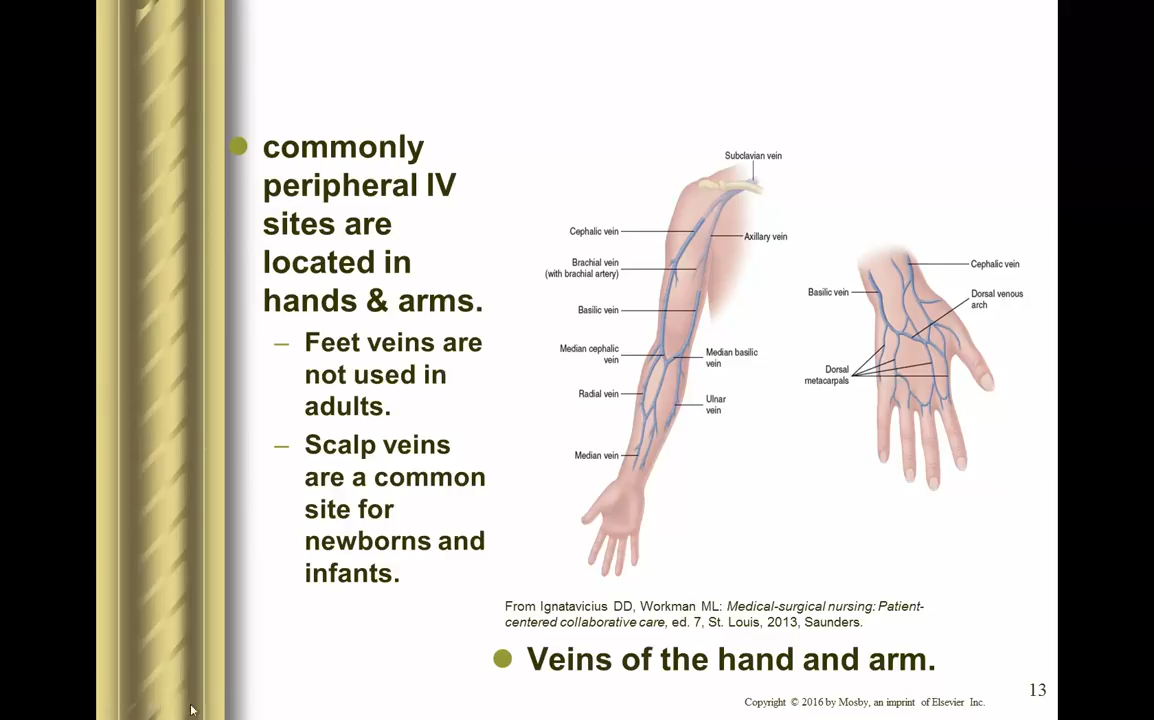 commonly
peripheral IV
sites are
located in
hands & arms.
– Feet veins are
not used in
adults.
– Scalp veins
are a common
site for
newborns and
infants.
Subclavian vein
Cephalic vein
Axillary vein
Brachial vein
(with brachial artery)
Basilic vein
Median cephalic
vein
Median basilic
vein
Radial vein
Ulnar
vein
Median vein
Cephalic vein
Basilic vein
Dorsal venous
arch
Dorsal
metacarpals
From Ignatavicius DD, Workman ML: Medical-surgical nursing: Patient-
centered collaborative care, ed. 7, St. Louis, 2013, Saunders.
Veins of the hand and arm.
13
Copyright © 2016 by Mosby, an imprint of Elsevier Inc.